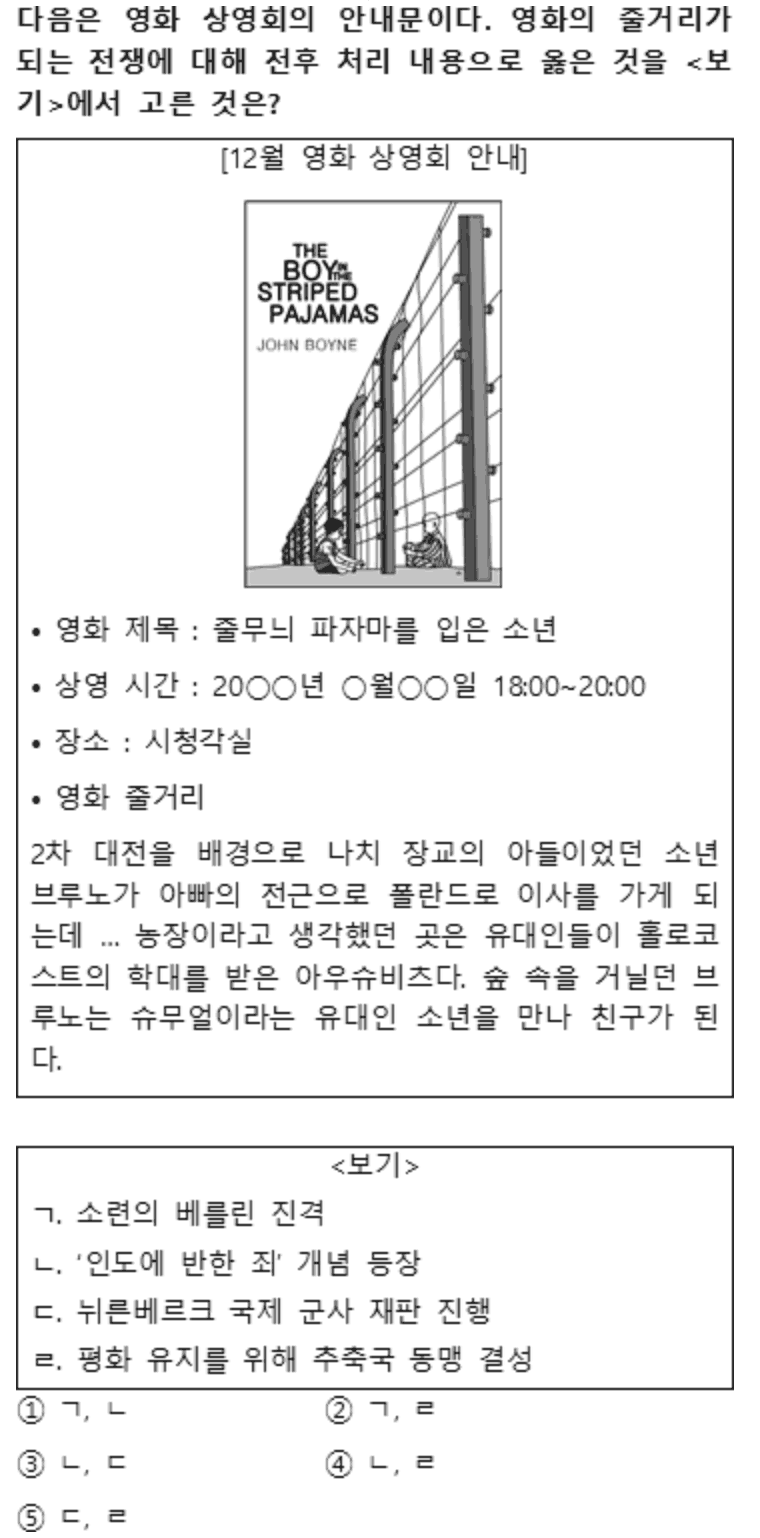 다음은 영화 상영회의 안내문이다. 영화의 줄거리가
되는 전쟁에 대해 전후 처리 내용으로 옳은 것을 <보
기>에서 고른 것은?
[12월 영화 상영회 안내]
THE
BOY IN THE
STRIPED
PAJAMAS
JOHN BOYNE
• 영화 제목 : 줄무늬 파자마를 입은 소년
• 상영 시간 : 20○○년 ○월○○일 18:00~20:00
• 장소 : 시청각실
• 영화 줄거리
2차 대전을 배경으로 나치 장교의 아들이었던 소년
브루노가 아빠의 전근으로 폴란드로 이사를 가게 되
는데 ... 농장이라고 생각했던 곳은 유대인들이 홀로코
스트의 학대를 받은 아우슈비츠다. 숲 속을 거닐던 브
루노는 슈무얼이라는 유대인 소년을 만나 친구가 된
다.
<보기>
ㄱ. 소련의 베를린 진격
ㄴ. '인도에 반한 죄' 개념 등장
ㄷ. 뉘른베르크 국제 군사 재판 진행
ㄹ. 평화 유지를 위해 추축국 동맹 결성
① ㄱ, ㄴ ② ㄱ, ㄹ
③ ㄴ, ㄷ ④ ㄴ, ㄹ
⑤ ㄷ, ㄹ